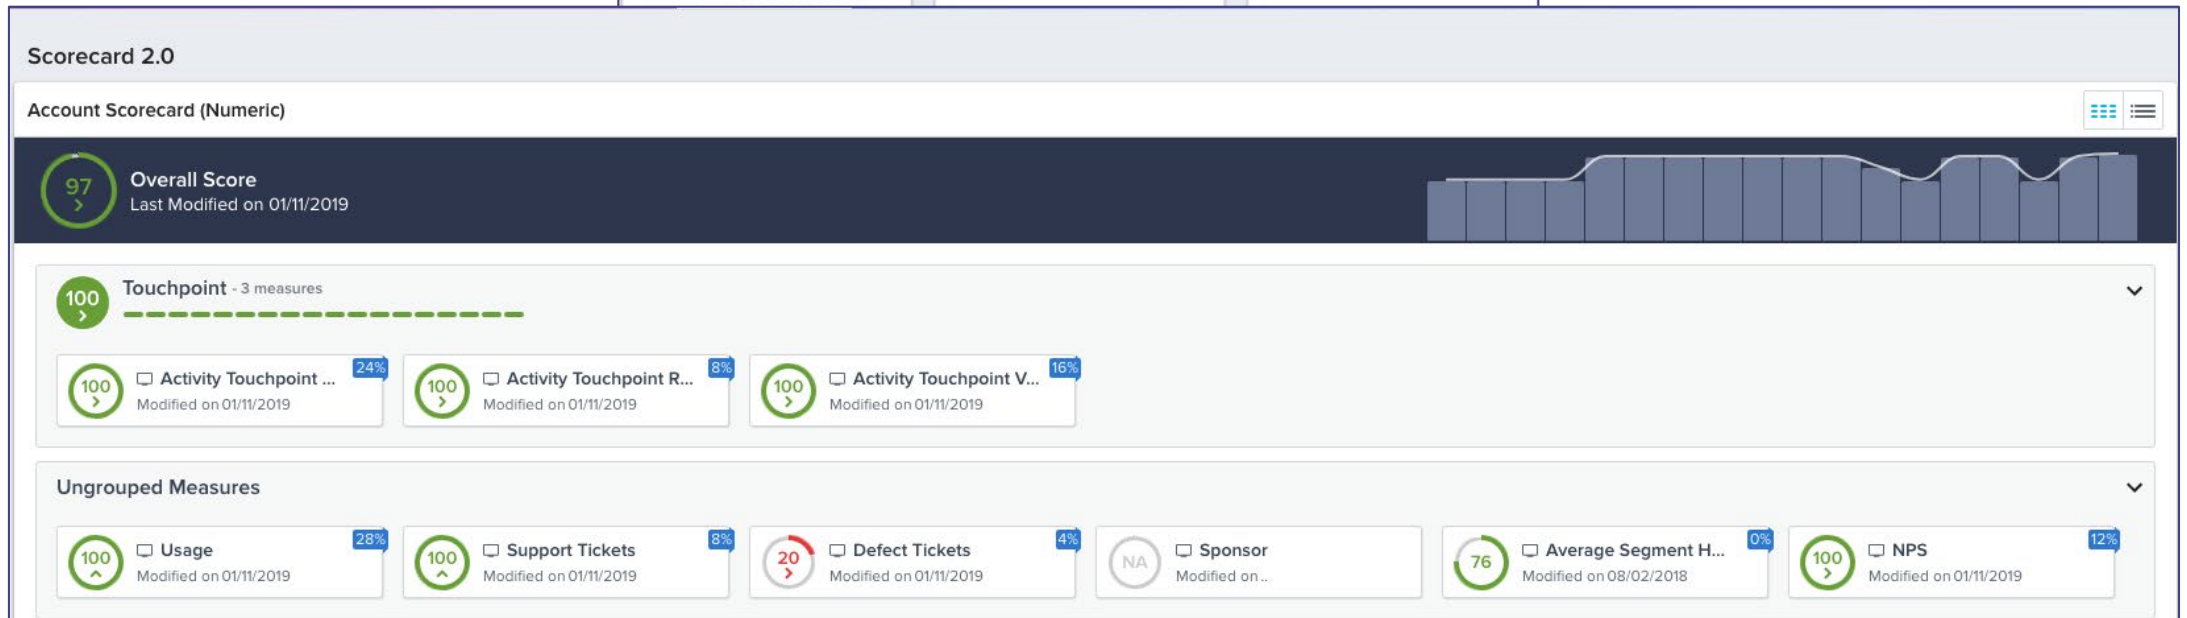 Scorecard 2.0
Account Scorecard (Numeric)
97
Overall Score
Last Modified on 01/11/2019
100
Touchpoint - 3 measures
24%
100
Activity Touchpoint ...
Modified on 01/11/2019
8%
100
Activity Touchpoint R...
Modified on 01/11/2019
16%
100
Activity Touchpoint V...
Modified on 01/11/2019
Ungrouped Measures
28%
100
Usage
Modified on 01/11/2019
8%
100
Support Tickets
Modified on 01/11/2019
4%
20
Defect Tickets
Modified on 01/11/2019
NA
Sponsor
Modified on ..
0%
76
Average Segment H...
Modified on 08/02/2018
12%
100
NPS
Modified on 01/11/2019